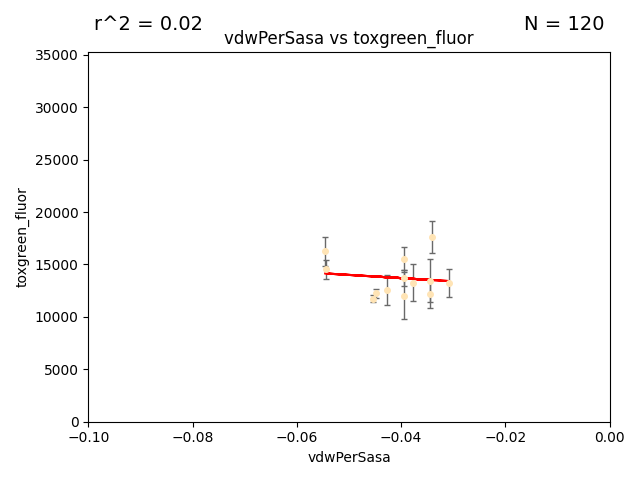 r^2 = 0.02
N = 120
vdwPerSasa vs toxgreen_fluor
35000
30000
25000
20000
15000
10000
5000
0
toxgreen_fluor
−0.10
−0.08
−0.06
−0.04
−0.02
0.00
vdwPerSasa